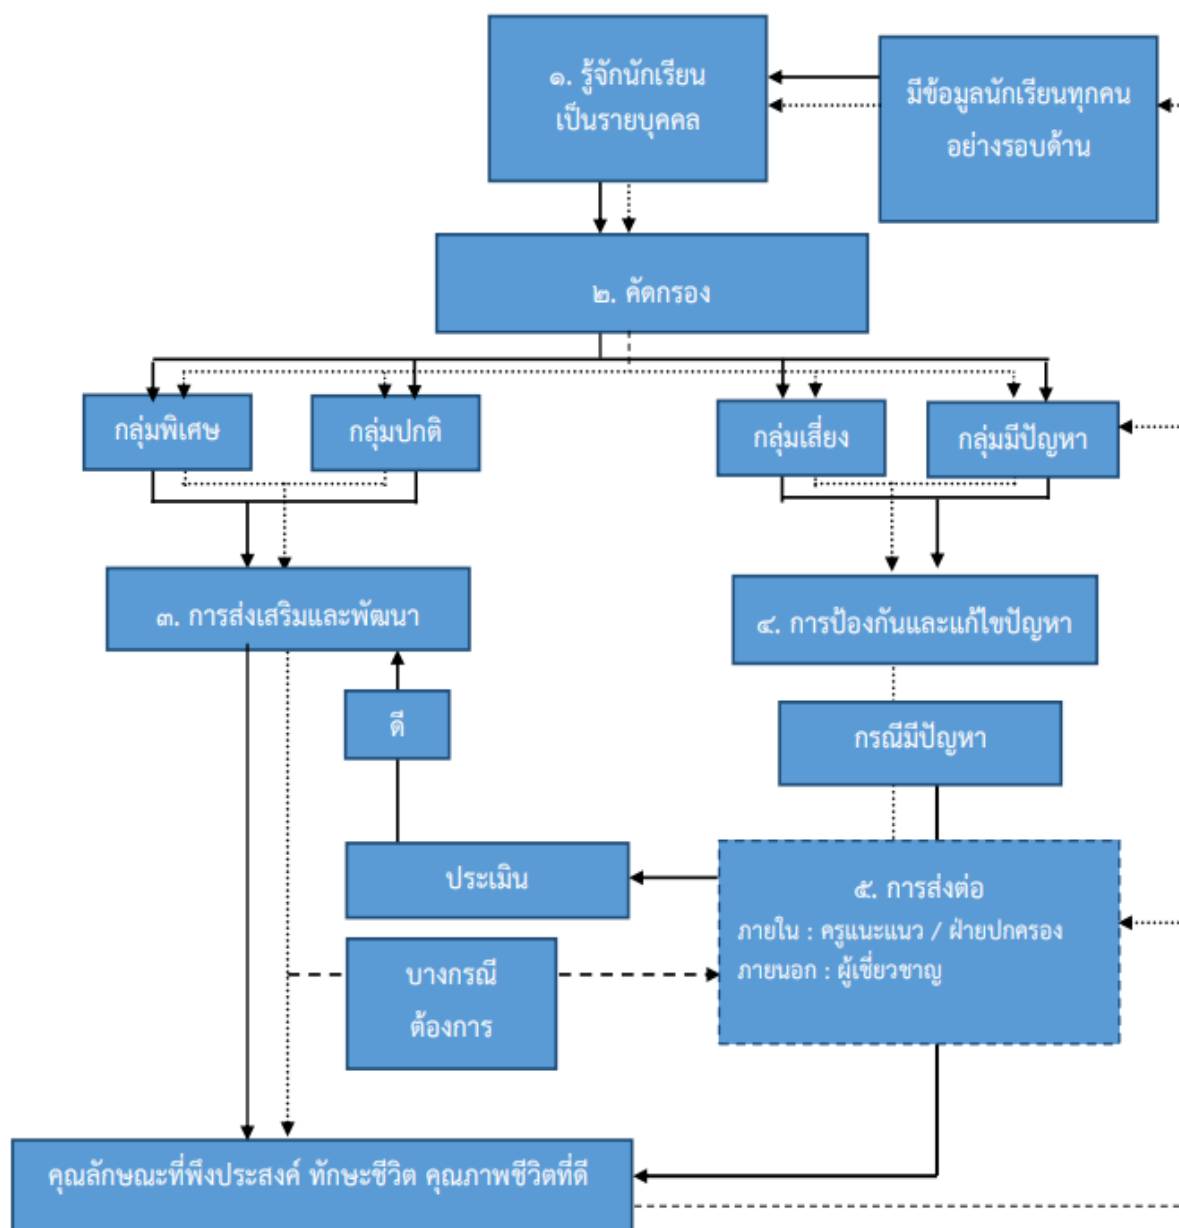 ๑. รู้จักนักเรียน
เป็นรายบุคคล
มีข้อมูลนักเรียนทุกคน
อย่างรอบด้าน
๒. คัดกรอง
กลุ่มพิเศษ
กลุ่มปกติ
กลุ่มเสี่ยง
กลุ่มมีปัญหา
๓. การส่งเสริมและพัฒนา
๔. การป้องกันและแก้ไขปัญหา
ดี
กรณีมีปัญหา
ประเมิน
๕. การส่งต่อ
ภายใน : ครูแนะแนว / ฝ่ายปกครอง
ภายนอก : ผู้เชี่ยวชาญ
บางกรณี
ต้องการ
คุณลักษณะที่พึงประสงค์ ทักษะชีวิต คุณภาพชีวิตที่ดี